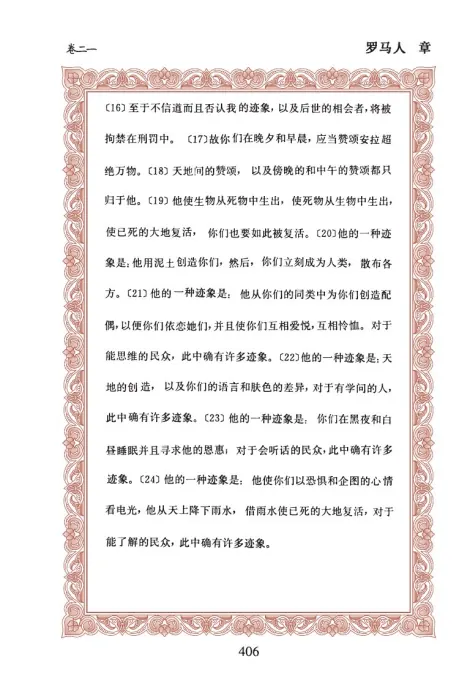 卷二一
罗马人 章
〔16〕至于不信道而且否认我的迹象，以及后世的相会者，将被
拘禁在刑罚中。〔17〕故你们在晚夕和早晨，应当赞颂安拉超
绝万物。〔18〕天地间的赞颂， 以及傍晚的和中午的赞颂都只
归于他。〔19〕他使生物从死物中生出，使死物从生物中生出，
使已死的大地复活， 你们也要如此被复活。〔20〕他的一种迹
象是：他用泥土创造你们，然后，你们立刻成为人类，散布各
方。〔21〕他的一种迹象是： 他从你们的同类中为你们创造配
偶，以便你们依恋她们，并且使你们互相爱悦，互相怜恤。对于
能思维的民众，此中确有许多迹象。〔22〕他的一种迹象是：天
地的创造， 以及你们的语言和肤色的差异，对于有学问的人，
此中确有许多迹象。〔23〕他的一种迹象是： 你们在黑夜和白
昼睡眠并且寻求他的恩惠；对于会听话的民众，此中确有许多
迹象。〔24〕他的一种迹象是： 他使你们以恐惧和企图的心情
看电光，他从天上降下雨水， 借雨水使已死的大地复活，对于
能了解的民众，此中确有许多迹象。
406